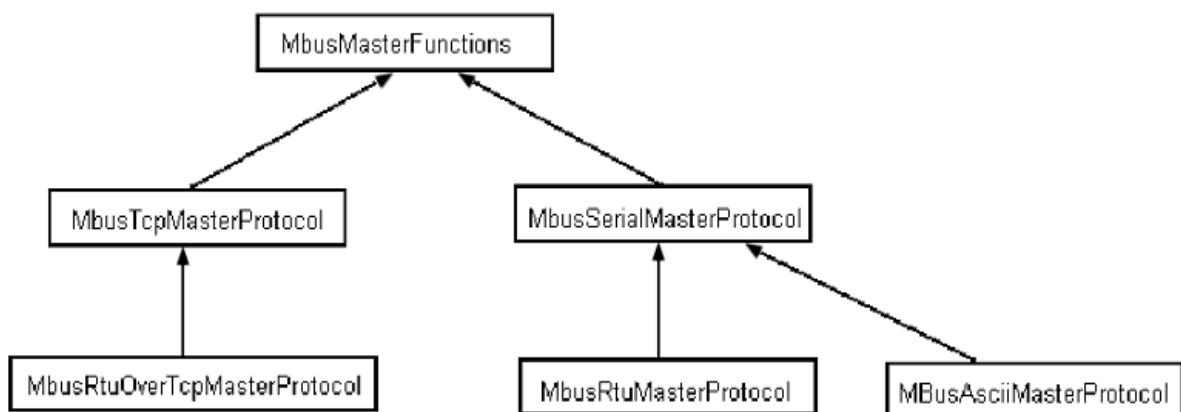 MbusMasterFunctions
MbusTcpMasterProtocol
MbusSerialMasterProtocol
MbusRtuOverTcpMasterProtocol
MbusRtuMasterProtocol
MBusAsciiMasterProtocol